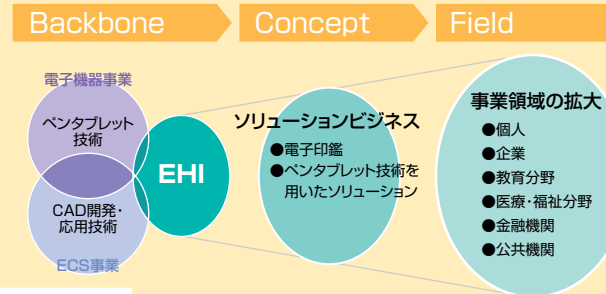 Backbone
Concept
Field
電子機器事業
ペンタブレット
技術
EHI
CAD開発・
応用技術
ECS事業
ソリューションビジネス
●電子印鑑
●ペンタブレット技術を
用いたソリューション
事業領域の拡大
●個人
●企業
●教育分野
●医療・福祉分野
●金融機関
●公共機関